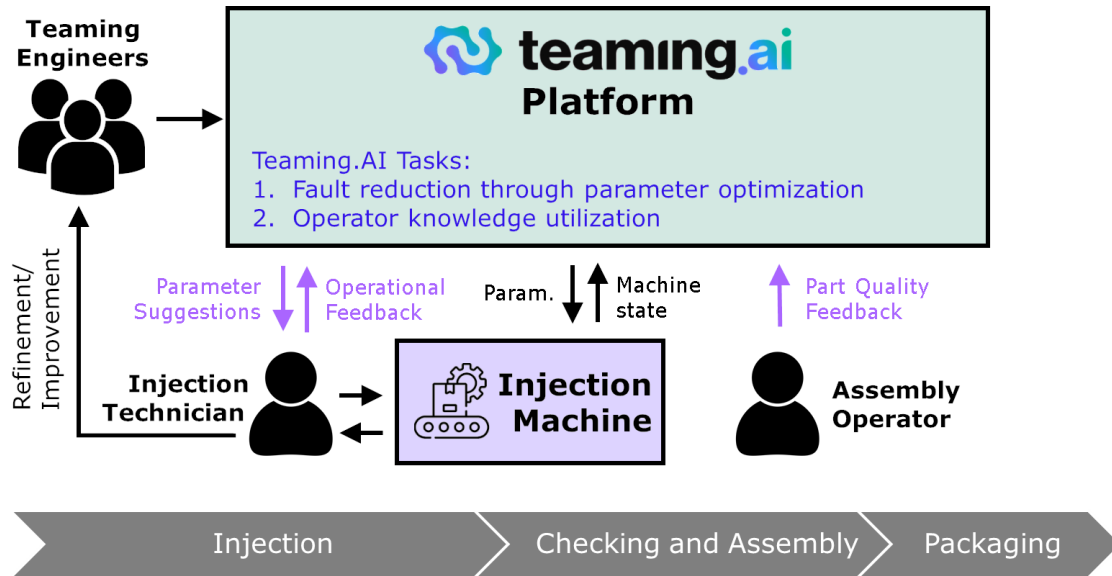 Teaming
Engineers
teaming.ai
Platform
Teaming.AI Tasks:
1. Fault reduction through parameter optimization
2. Operator knowledge utilization
Refinement/
Improvement
Parameter
Suggestions
Operational
Feedback
Param.
Machine
state
Part Quality
Feedback
Injection
Technician
Injection
Machine
Assembly
Operator
Injection
Checking and Assembly
Packaging